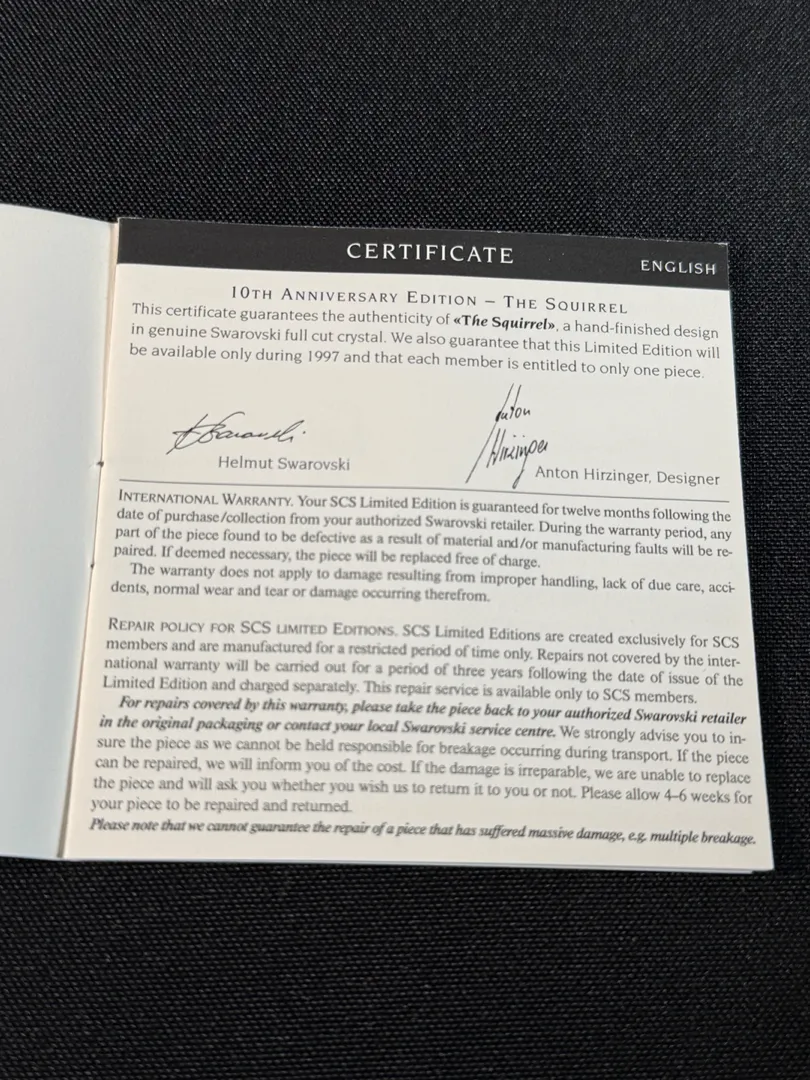 CERTIFICATE
ENGLISH
10TH ANNIVERSARY EDITION – THE SQUIRREL
This certificate guarantees the authenticity of «The Squirrel», a hand-finished design
in genuine Swarovski full cut crystal. We also guarantee that this Limited Edition will
be available only during 1997 and that each member is entitled to only one piece.
Anton
Hirzinger
Helmut Swarovski
Anton Hirzinger, Designer
INTERNATIONAL WARRANTY. Your SCS Limited Edition is guaranteed for twelve months following the
date of purchase/collection from your authorized Swarovski retailer. During the warranty period, any
part of the piece found to be defective as a result of material and/or manufacturing faults will be re-
paired. If deemed necessary, the piece will be replaced free of charge.
The warranty does not apply to damage resulting from improper handling, lack of due care, acci-
dents, normal wear and tear or damage occurring therefrom.
REPAIR POLICY FOR SCS LIMITED EDITIONS. SCS Limited Editions are created exclusively for SCS
members and are manufactured for a restricted period of time only. Repairs not covered by the inter-
national warranty will be carried out for a period of three years following the date of issue of the
Limited Edition and charged separately. This repair service is available only to SCS members.
For repairs covered by this warranty, please take the piece back to your authorized Swarovski retailer
in the original packaging or contact your local Swarovski service centre. We strongly advise you to in-
sure the piece as we cannot be held responsible for breakage occurring during transport. If the piece
can be repaired, we will inform you of the cost. If the damage is irreparable, we are unable to replace
the piece and will ask you whether you wish us to return it to you or not. Please allow 4–6 weeks for
your piece to be repaired and returned.
Please note that we cannot guarantee the repair of a piece that has suffered massive damage, e.g. multiple breakage.